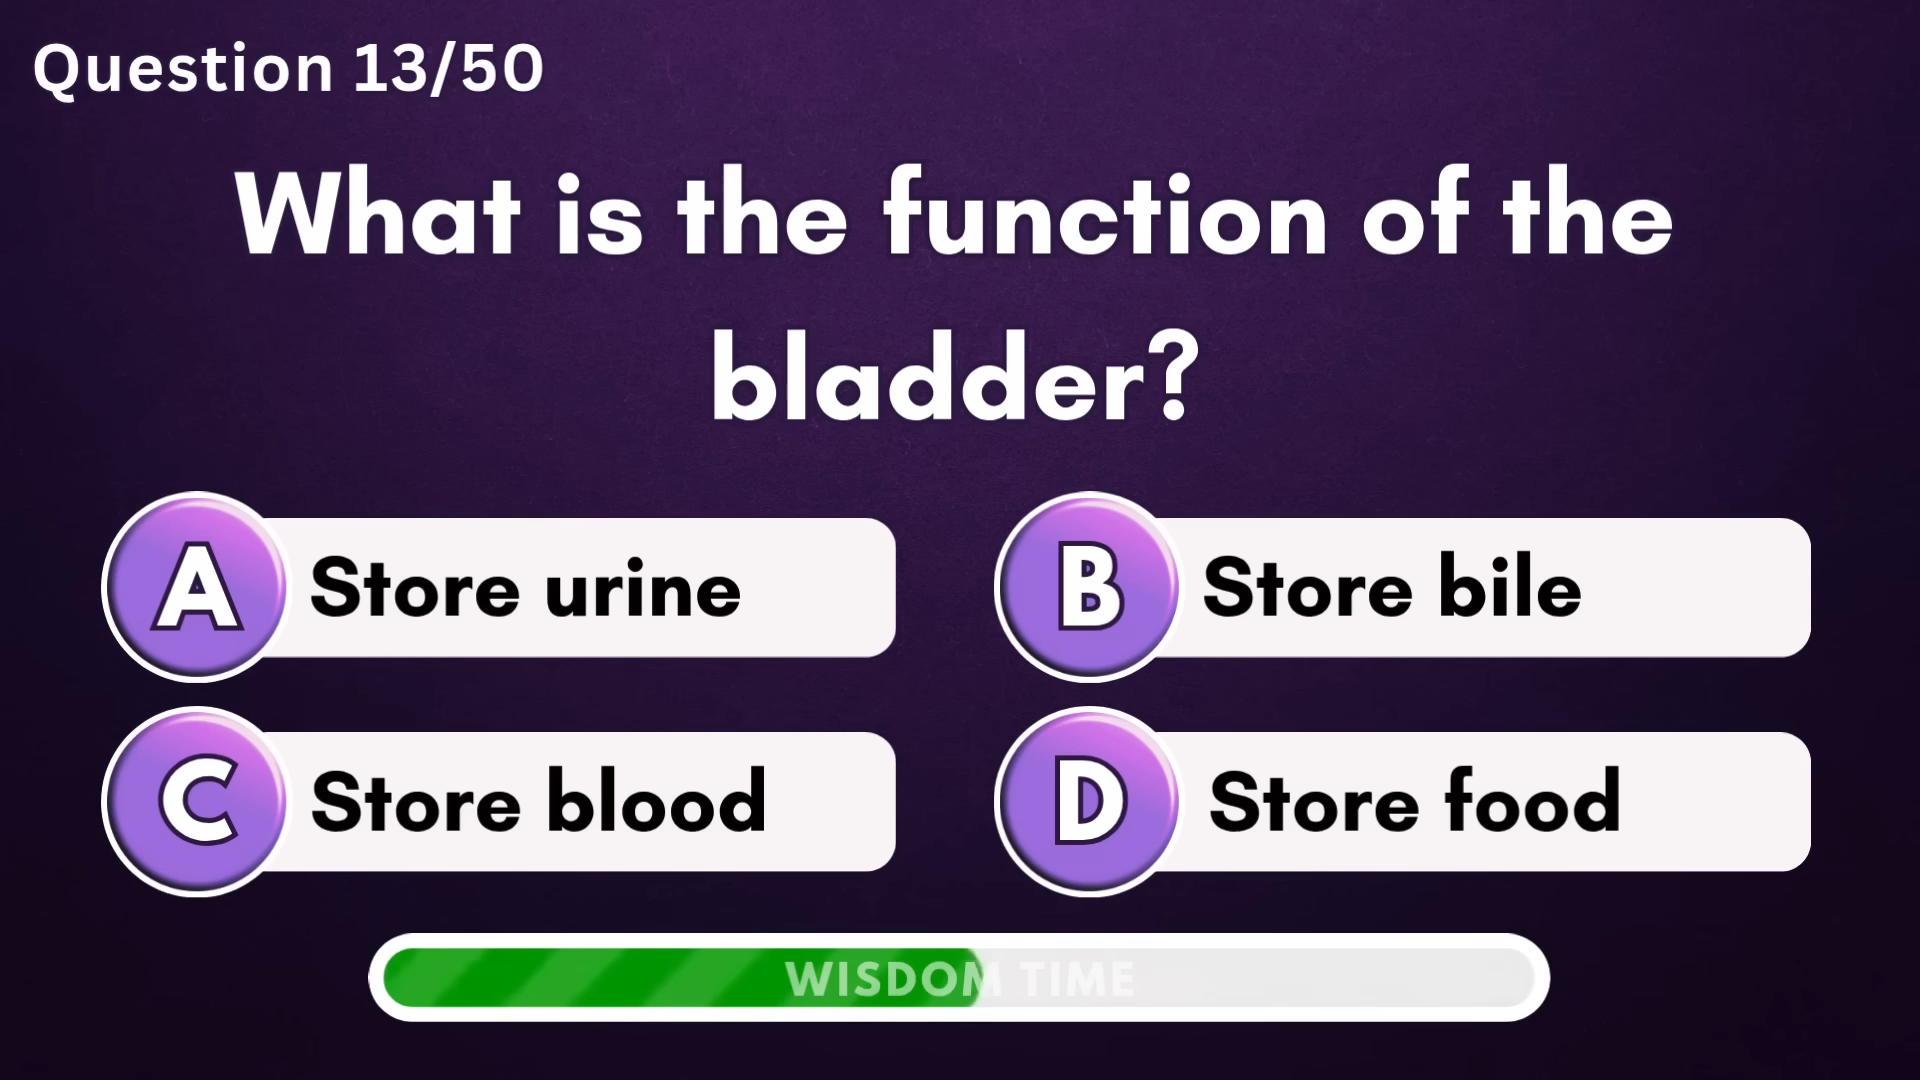 Question 13/50
What is the function of the
bladder?
A Store urine
B Store bile
C Store blood
D Store food
WISDOM TIME